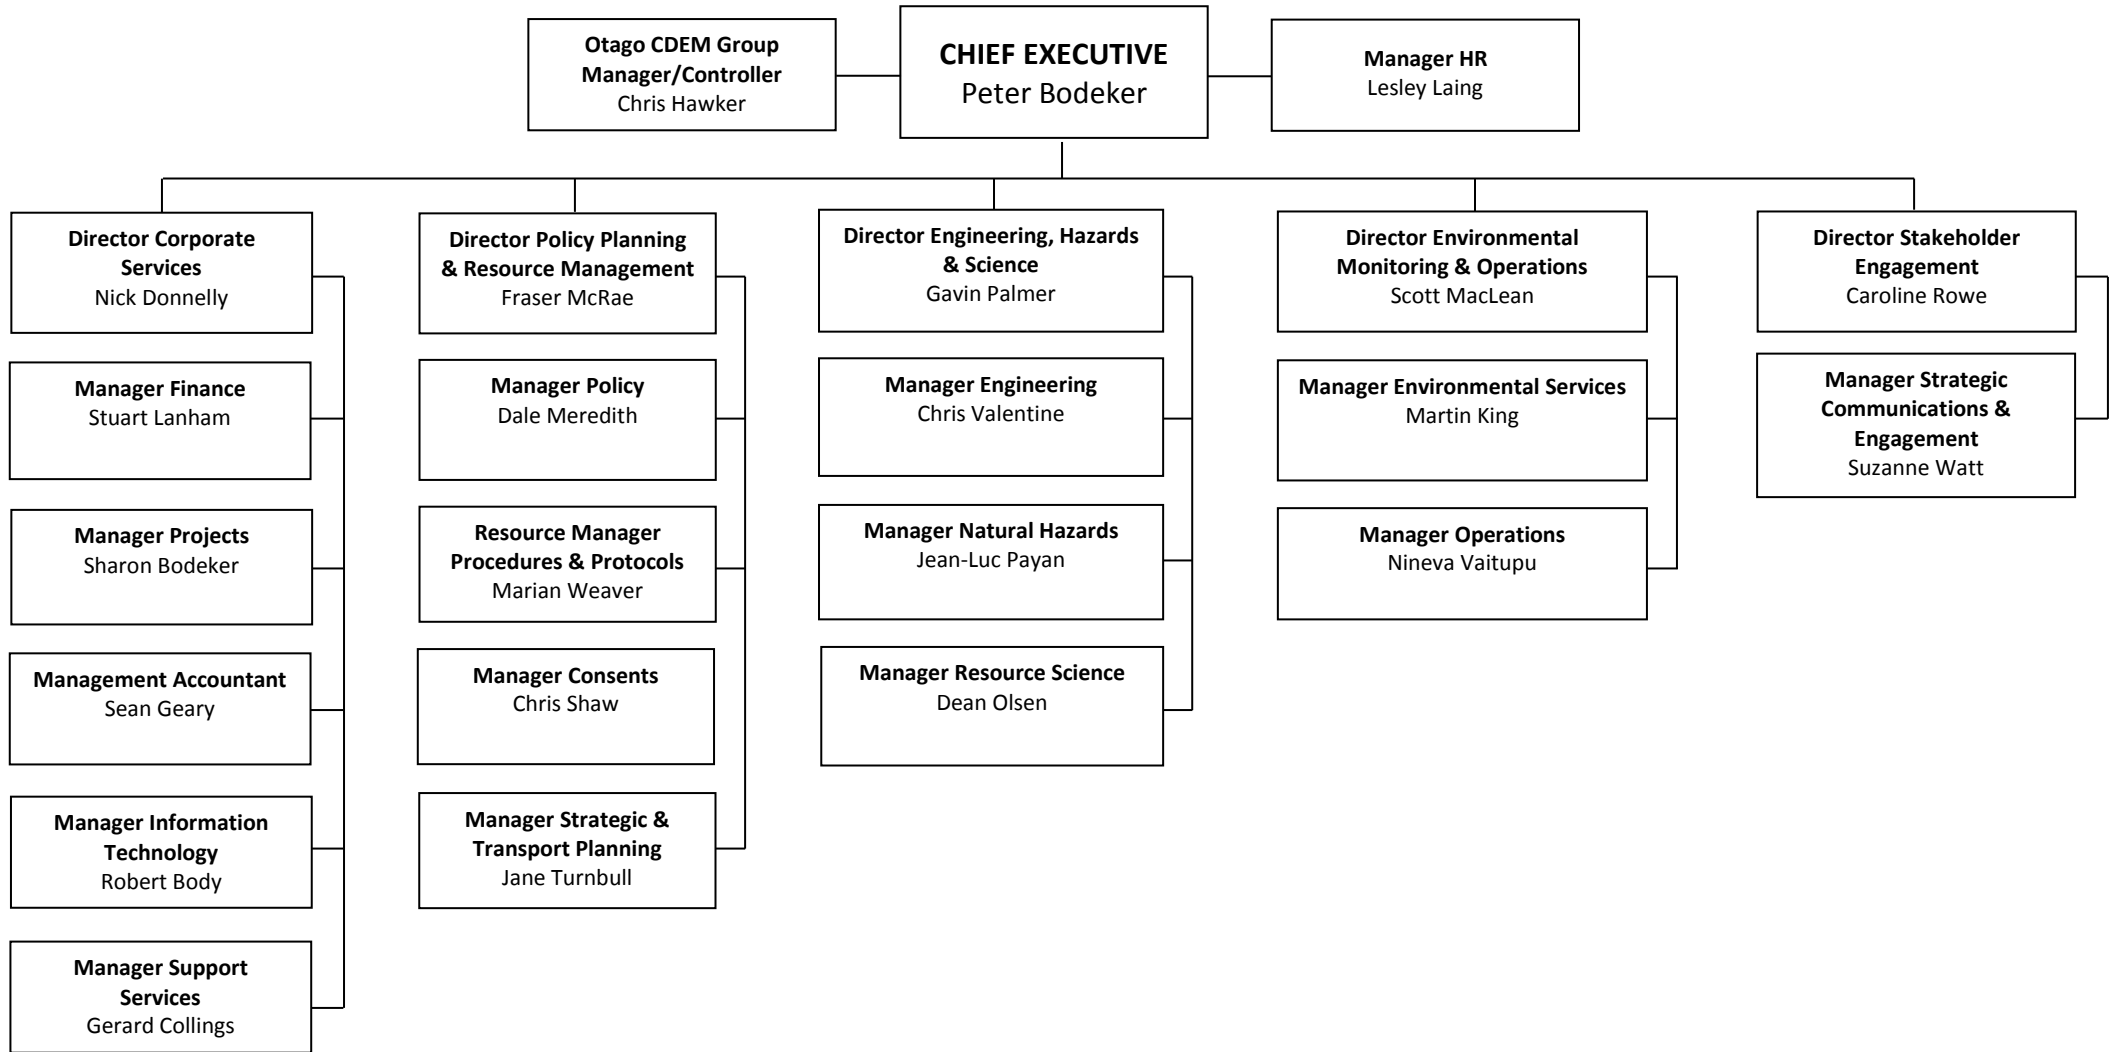 Otago CDEM Group
Manager/Controller
Chris Hawker
CHIEF EXECUTIVE
Peter Bodeker
Manager HR
Lesley Laing
Director Corporate
Services
Nick Donnelly
Manager Finance
Stuart Lanham
Manager Projects
Sharon Bodeker
Management Accountant
Sean Geary
Manager Information
Technology
Robert Body
Manager Support
Services
Gerard Collings
Director Policy Planning
& Resource Management
Fraser McRae
Manager Policy
Dale Meredith
Resource Manager
Procedures & Protocols
Marian Weaver
Manager Consents
Chris Shaw
Manager Strategic &
Transport Planning
Jane Turnbull
Director Engineering, Hazards
& Science
Gavin Palmer
Manager Engineering
Chris Valentine
Manager Natural Hazards
Jean-Luc Payan
Manager Resource Science
Dean Olsen
Director Environmental
Monitoring & Operations
Scott MacLean
Manager Environmental Services
Martin King
Manager Operations
Nineva Vaitupu
Director Stakeholder
Engagement
Caroline Rowe
Manager Strategic
Communications &
Engagement
Suzanne Watt